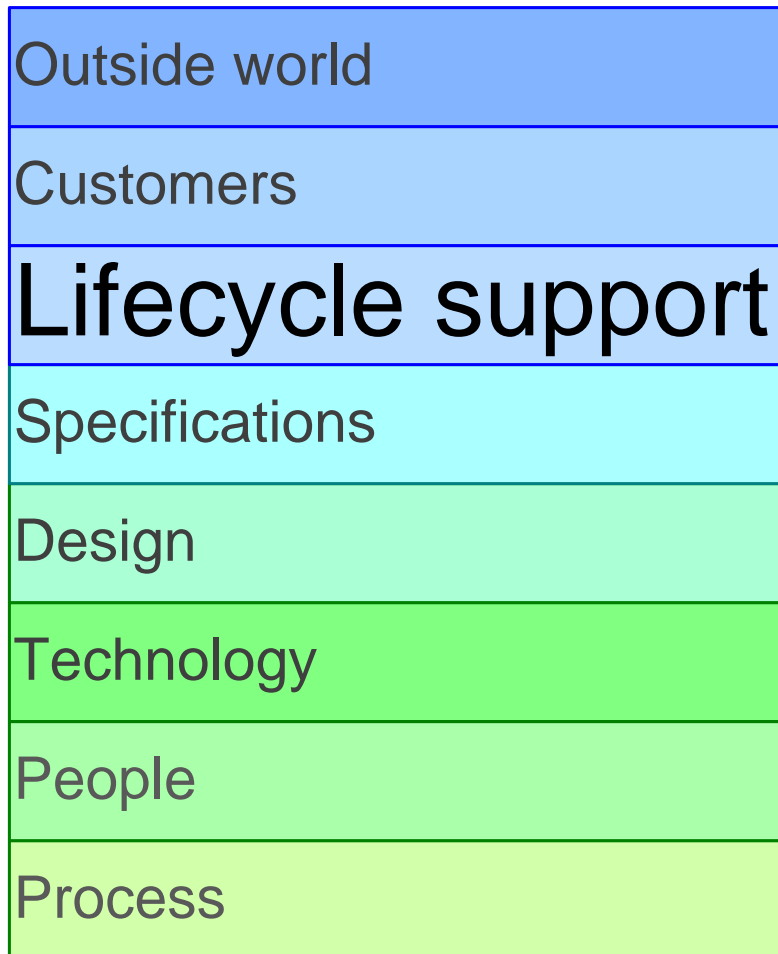 Outside world
Customers
Lifecycle support
Specifications
Design
Technology
People
Process